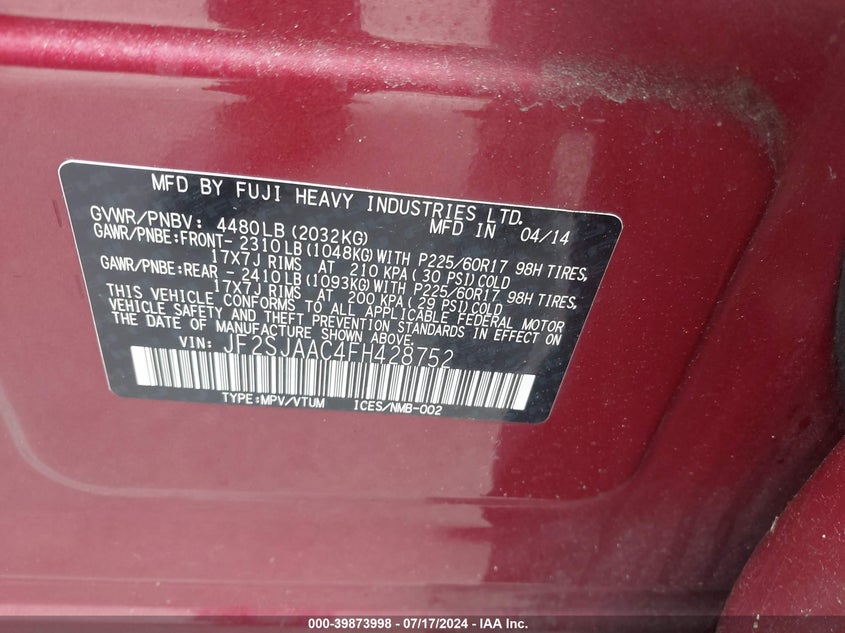 MFD BY FUJI HEAVY INDUSTRIES LTD.
GVWR/PNBV: 4480LB (2032KG) MFD IN 04/14
GAWR/PNBE:FRONT- 2310LB (1048KG) WITH P225/60R17 98H TIRES,
17X7J RIMS AT 210 KPA (30 PSI) COLD
GAWR/PNBE:REAR - 2410LB (1093KG) WITH P225/60R17 98H TIRES,
17X7J RIMS AT 200 KPA (29 PSI) COLD
THIS VEHICLE CONFORMS TO ALL APPLICABLE FEDERAL MOTOR
VEHICLE SAFETY AND THEFT PREVENTION STANDARDS IN EFFECT ON
THE DATE OF MANUFACTURE SHOWN ABOVE.
VIN: JF2SJAAC4FH428752
TYPE:MPV/VTUM ICES/NMB-002
000-39873998 - 07/17/2024 - IAA Inc.